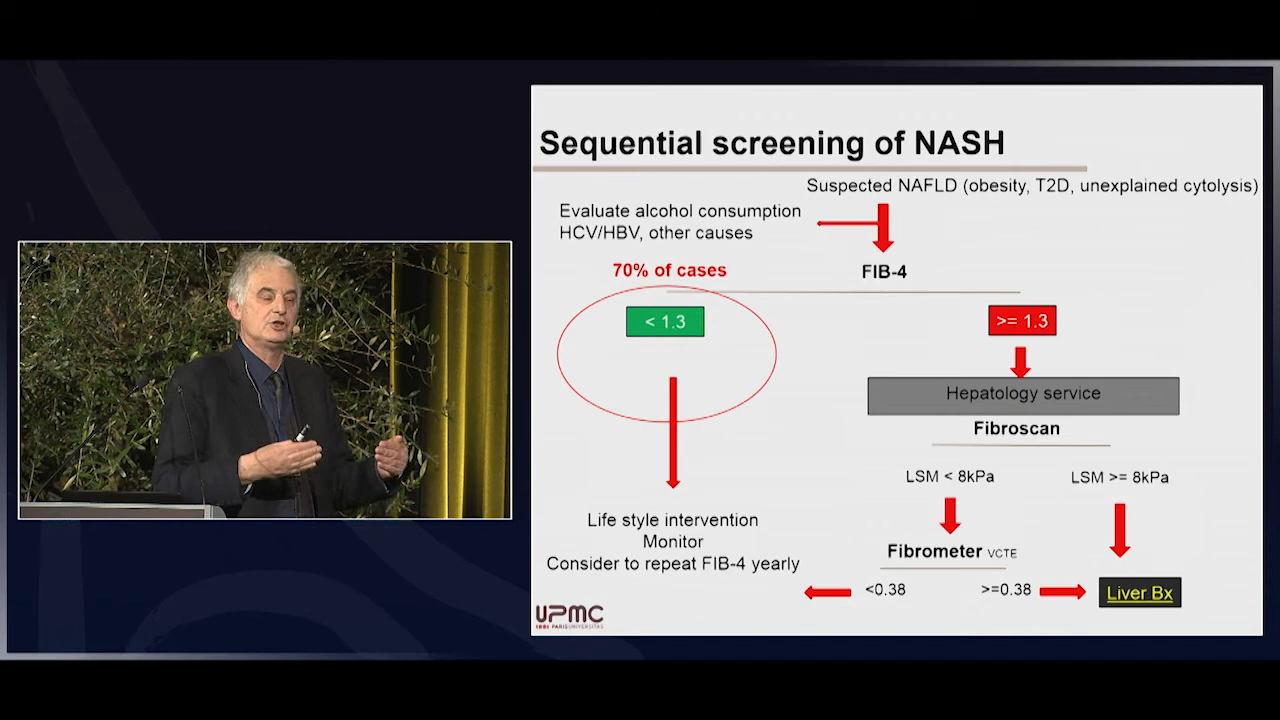 Sequential screening of NASH
Suspected NAFLD (obesity, T2D, unexplained cytolysis)
Evaluate alcohol consumption
HCV/HBV, other causes
70% of cases
FIB-4
< 1.3
>= 1.3
Hepatology service
Fibroscan
LSM < 8kPa
LSM >= 8kPa
Life style intervention
Monitor
Consider to repeat FIB-4 yearly
Fibrometer VCTE
<0.38
>=0.38
Liver Bx
UPMC
PARISUNIVERSITAS